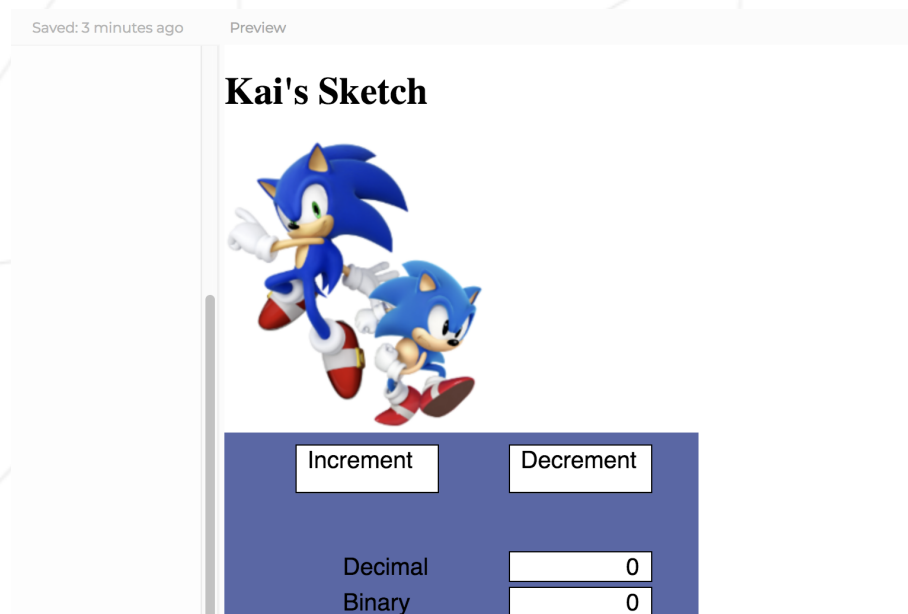 Saved: 3 minutes ago Preview
Kai's Sketch
Increment Decrement
Decimal 0
Binary 0